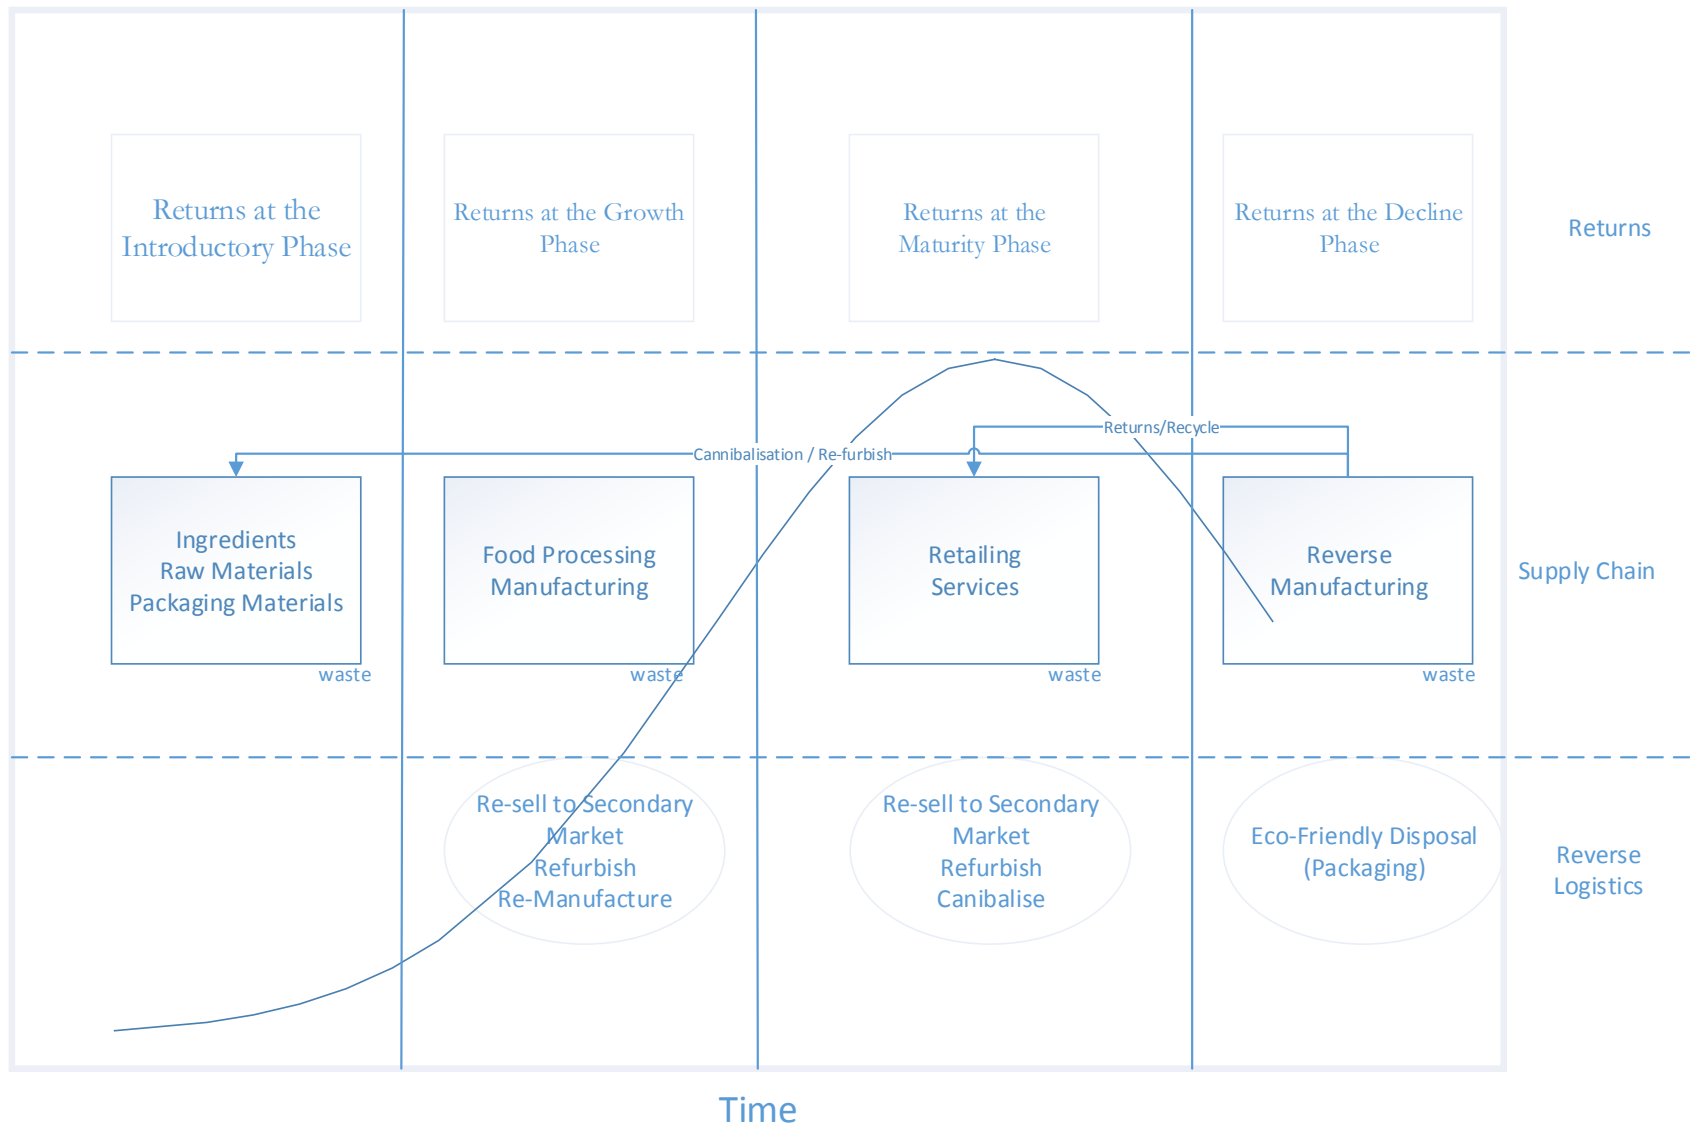 Returns at the
Introductory Phase
Returns at the Growth
Phase
Returns at the
Maturity Phase
Returns at the Decline
Phase
Returns
Returns/Recycle
Cannibalisation / Re-furbish
Ingredients
Raw Materials
Packaging Materials
waste
Food Processing
Manufacturing
waste
Retailing
Services
waste
Reverse
Manufacturing
waste
Supply Chain
Re-sell to Secondary
Market
Refurbish
Re-Manufacture
Re-sell to Secondary
Market
Refurbish
Canibalise
Eco-Friendly Disposal
(Packaging)
Reverse
Logistics
Time